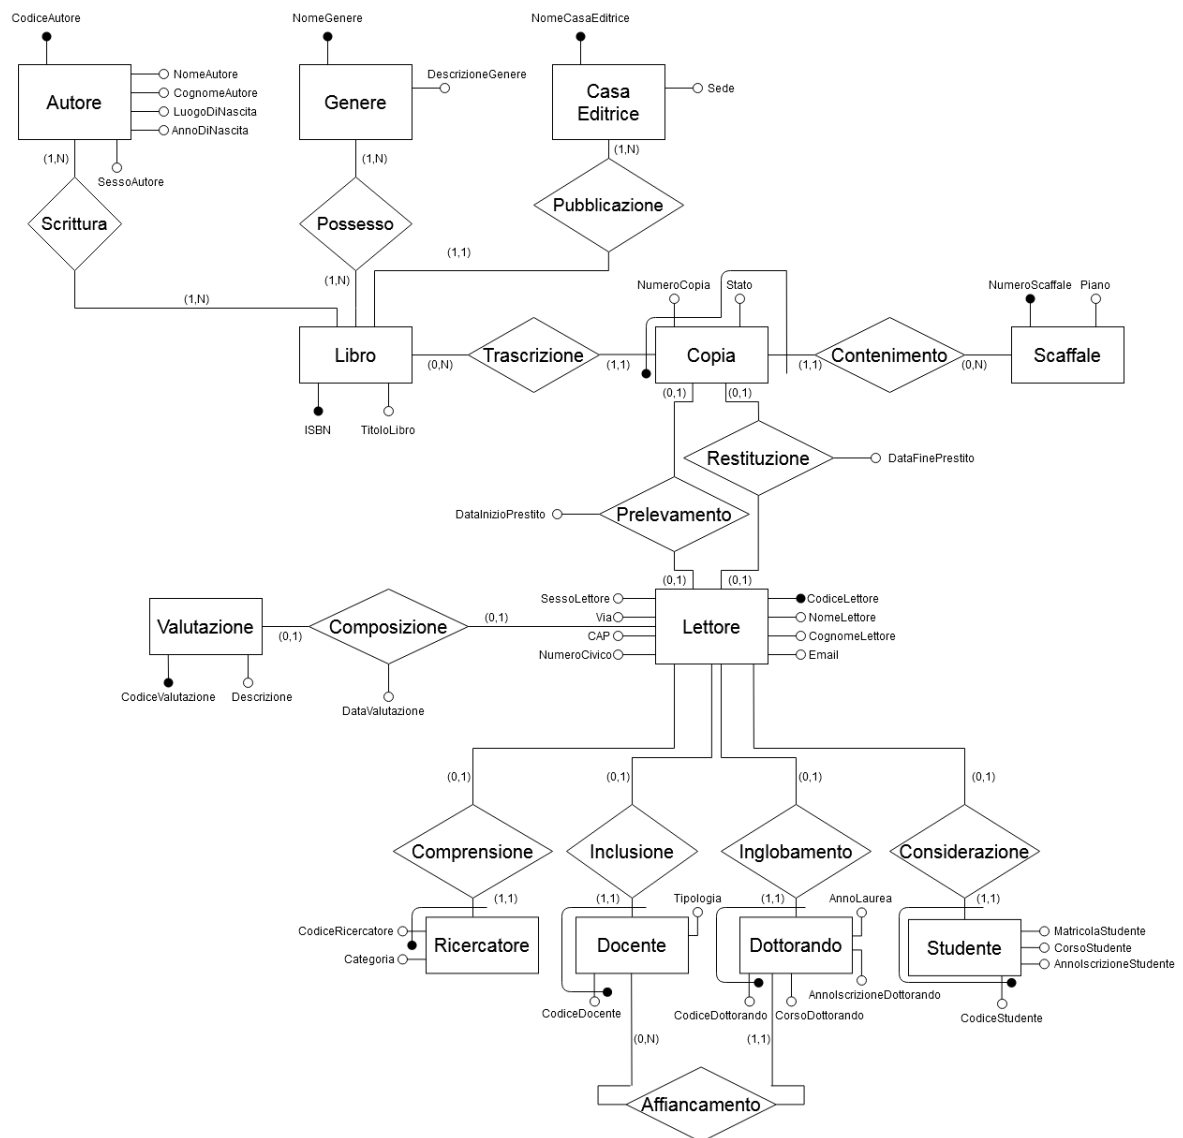 CodiceAutore
NomeGenere
NomeCasaEditrice
Autore
NomeAutore
CognomeAutore
LuogoDiNascita
AnnoDiNascita
SessoAutore
Genere
DescrizioneGenere
Casa
Editrice
Sede
(1,N)
(1,N)
(1,N)
Scrittura
Possesso
Pubblicazione
(1,N)
(1,N)
(1,1)
NumeroCopia
Stato
NumeroScaffale
Piano
Libro
(0,N)
Trascrizione
(1,1)
Copia
(1,1)
Contenimento
(0,N)
Scaffale
ISBN
TitoloLibro
(0,1)
(0,1)
Restituzione
DataFinePrestito
DataInizioPrestito
Prelevamento
(0,1)
(0,1)
SessoLettore
Via
CAP
NumeroCivico
Lettore
CodiceLettore
NomeLettore
CognomeLettore
Email
Valutazione
(0,1)
Composizione
(0,1)
CodiceValutazione
Descrizione
DataValutazione
(0,1)
(0,1)
(0,1)
(0,1)
Comprensione
Inclusione
Inglobamento
Considerazione
(1,1)
(1,1)
(1,1)
(1,1)
CodiceRicercatore
Categoria
Ricercatore
Tipologia
Docente
CodiceDocente
AnnoLaurea
Dottorando
AnnoIscrizioneDottorando
CodiceDottorando
CorsoDottorando
Studente
MatricolaStudente
CorsoStudente
AnnoIscrizioneStudente
CodiceStudente
(0,N)
(1,1)
Affiancamento